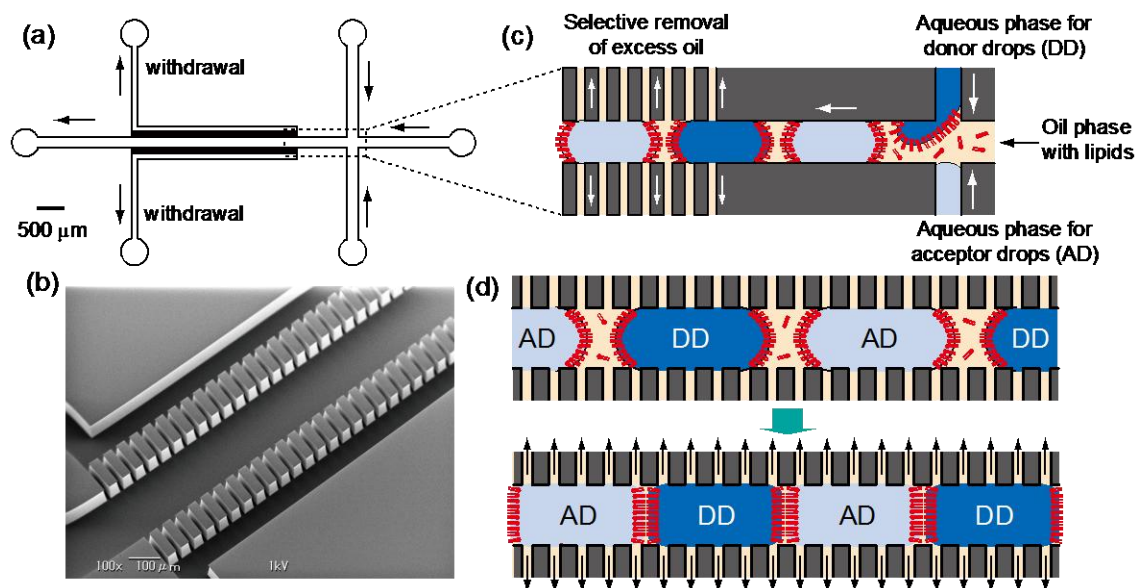 (a)
withdrawal
withdrawal
500 μm
(b)
100x 100 μm 1kV
(c)
Selective removal
of excess oil
Aqueous phase for
donor drops (DD)
Oil phase
with lipids
Aqueous phase for
acceptor drops (AD)
(d)
AD DD AD DD
AD DD AD DD